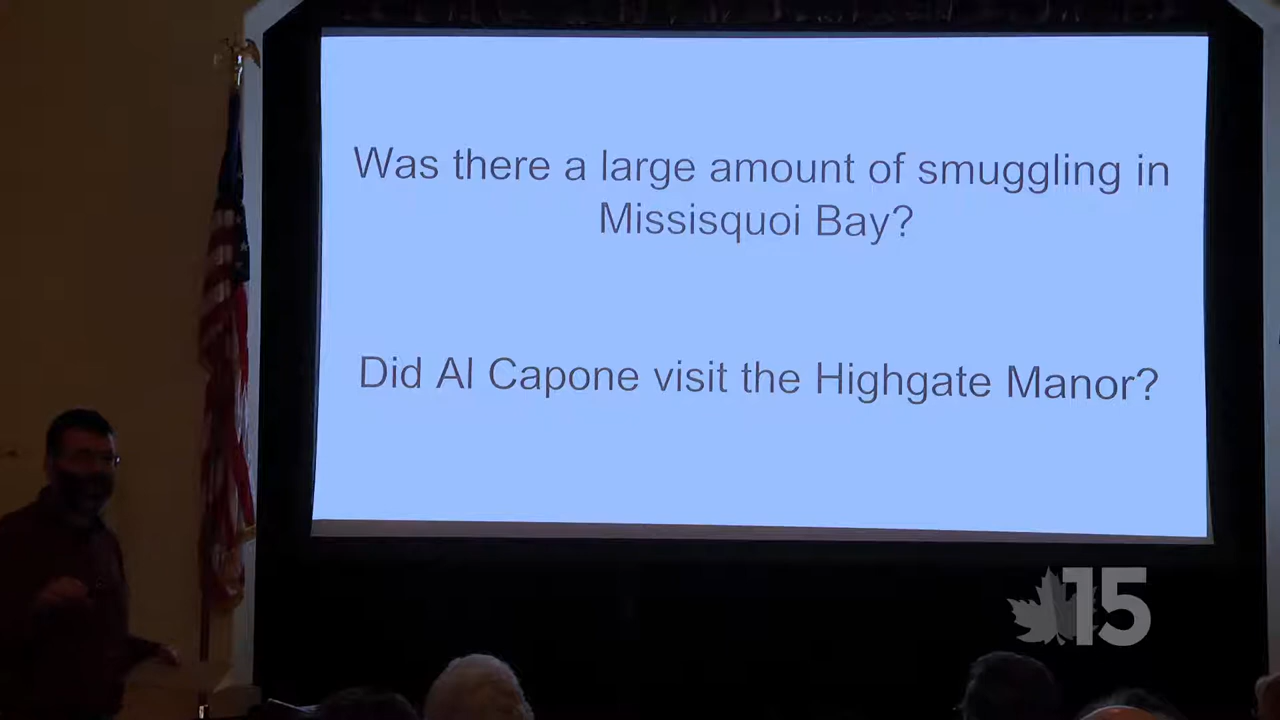 Was there a large amount of smuggling in
Missisquoi Bay?
Did Al Capone visit the Highgate Manor?
15